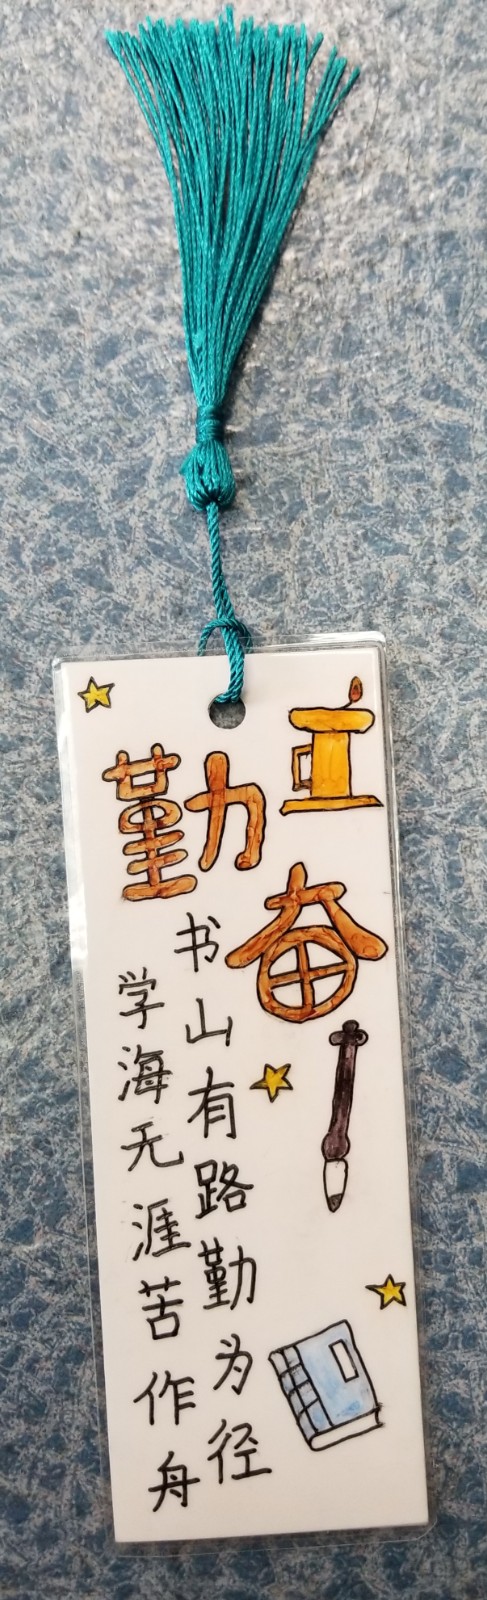 勤奋
书山有路勤为径
学海无涯苦作舟